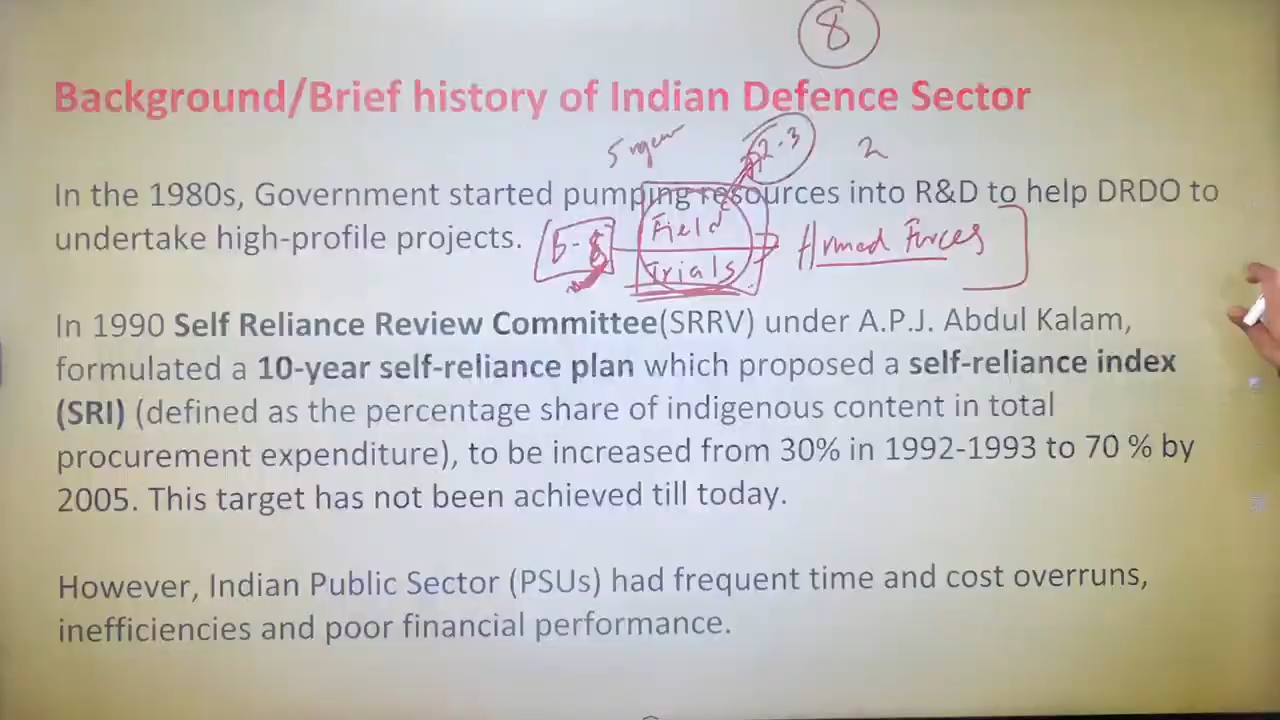 8
Background/Brief history of Indian Defence Sector
2-3
2
In the 1980s, Government started pumping resources into R&D to help DRDO to
undertake high-profile projects.
Field
Trials
Armed Forces
In 1990 Self Reliance Review Committee(SRRV) under A.P.J. Abdul Kalam,
formulated a 10-year self-reliance plan which proposed a self-reliance index
(SRI) (defined as the percentage share of indigenous content in total
procurement expenditure), to be increased from 30% in 1992-1993 to 70 % by
2005. This target has not been achieved till today.
However, Indian Public Sector (PSUs) had frequent time and cost overruns,
inefficiencies and poor financial performance.